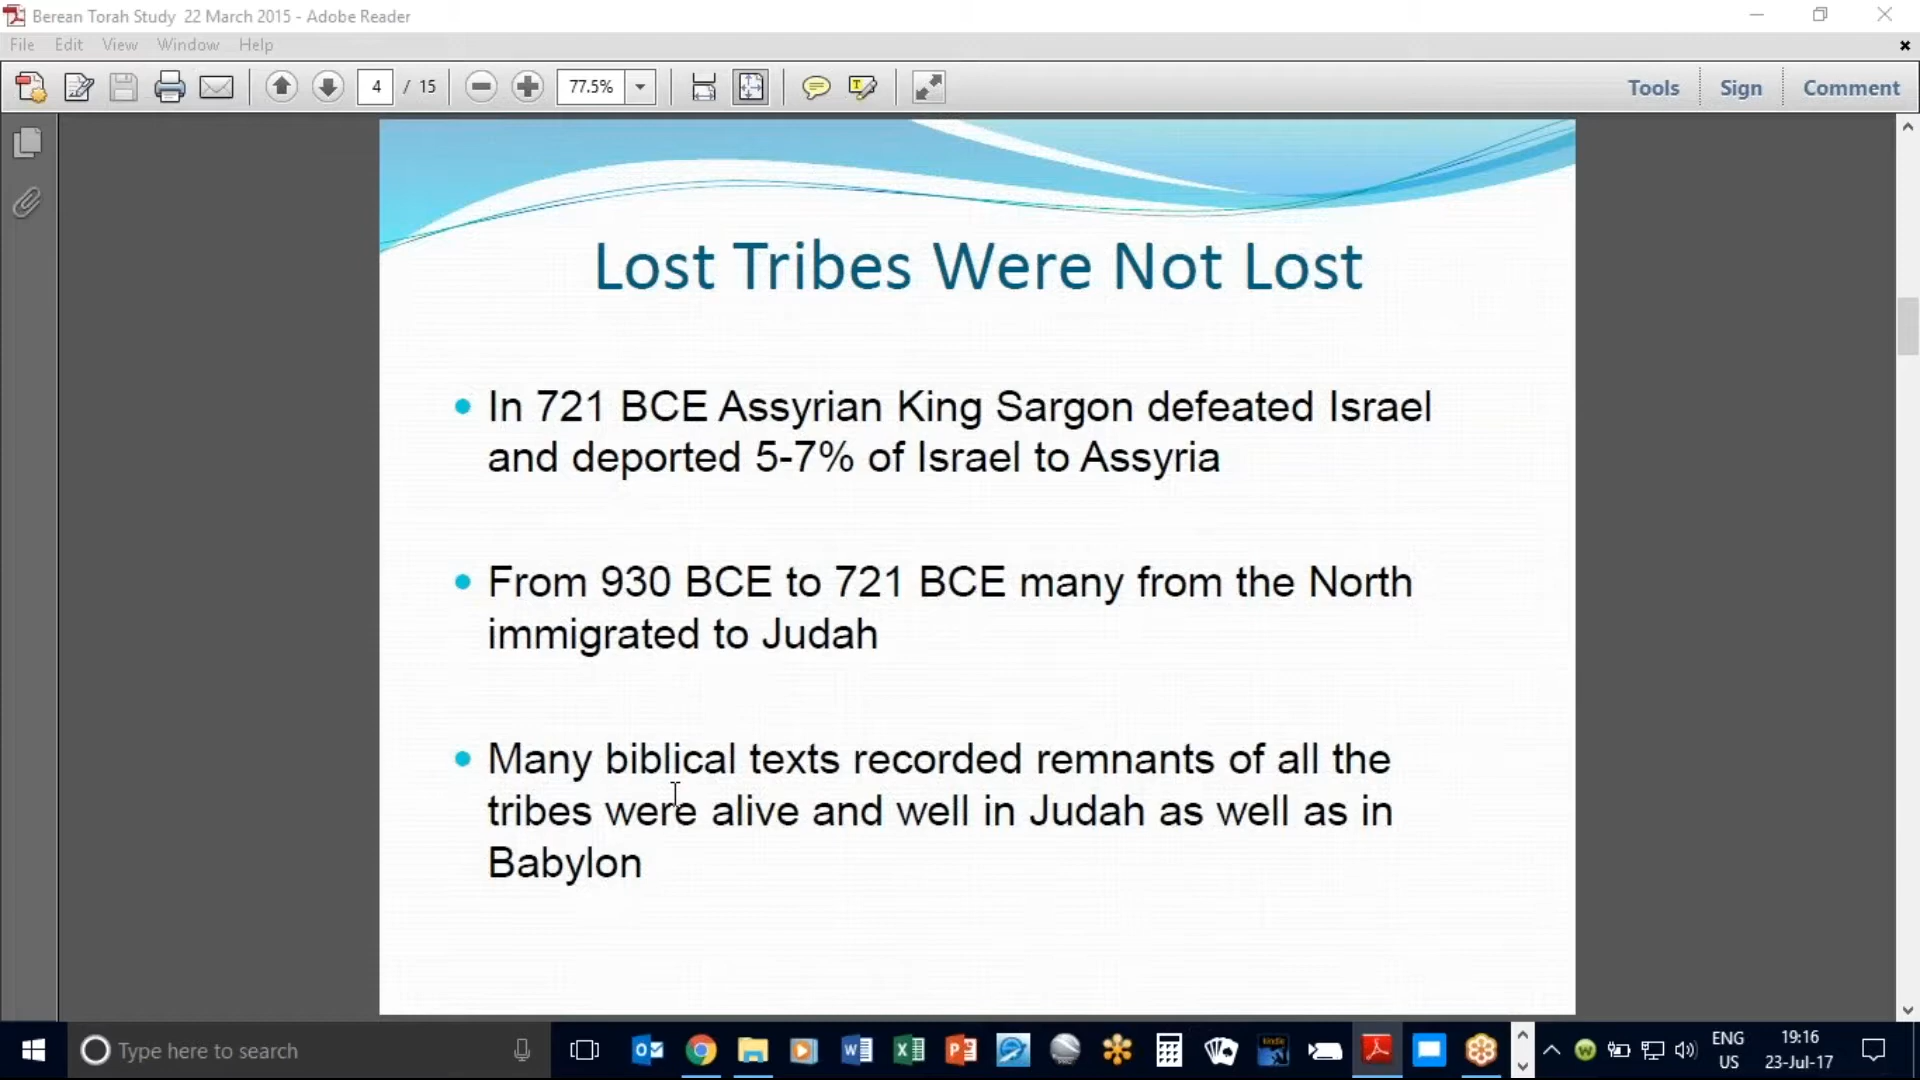 Berean Torah Study 22 March 2015 - Adobe Reader
File Edit View Window Help
4 / 15 77.5% Tools Sign Comment
Lost Tribes Were Not Lost
• In 721 BCE Assyrian King Sargon defeated Israel
and deported 5-7% of Israel to Assyria
• From 930 BCE to 721 BCE many from the North
immigrated to Judah
• Many biblical texts recorded remnants of all the
tribes were alive and well in Judah as well as in
Babylon
Type here to search
ENG
US
19:16
23-Jul-17